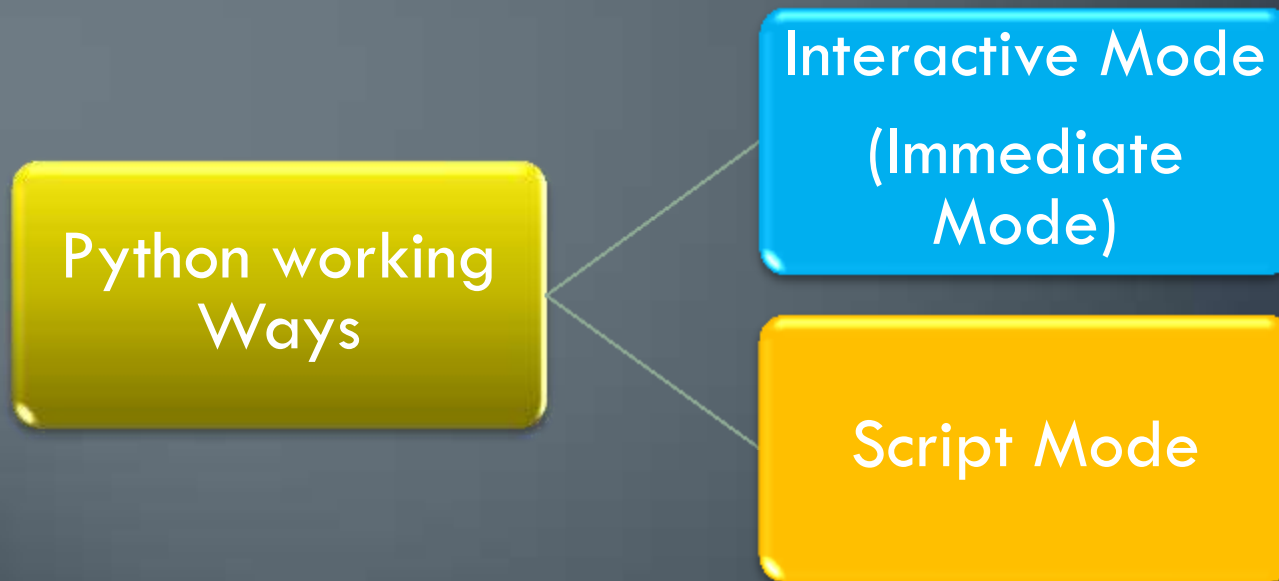 Python working
Ways
Interactive Mode
(Immediate
Mode)
Script Mode